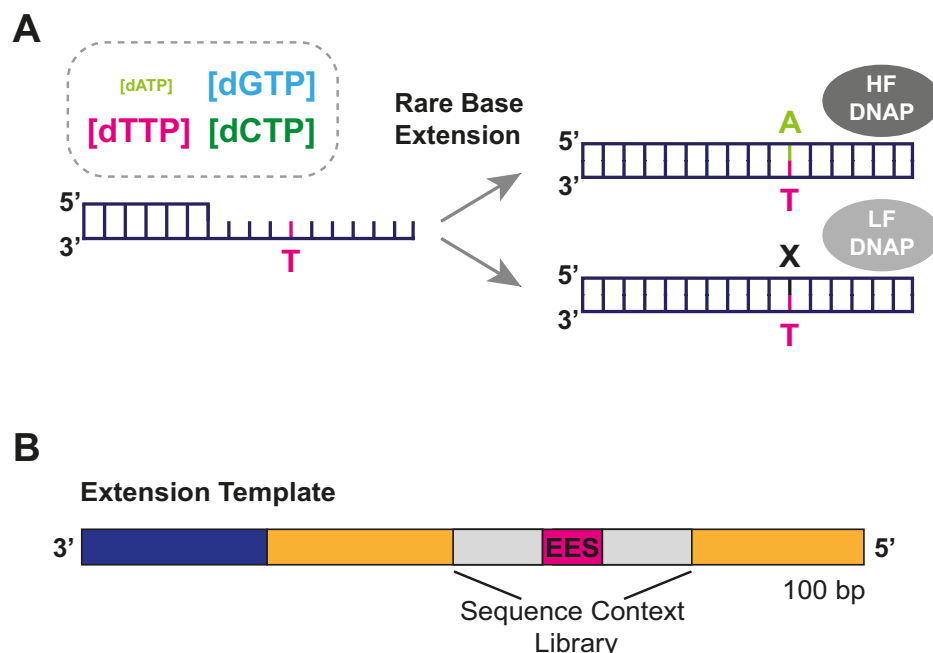 A
[dATP] [dGTP]
[dTTP] [dCTP]
Rare Base
Extension
5’
3’
T
HF
DNAP
A
5’
3’
T
LF
DNAP
X
5’
3’
T
B
Extension Template
3’ EES 5’
100 bp
Sequence Context
Library